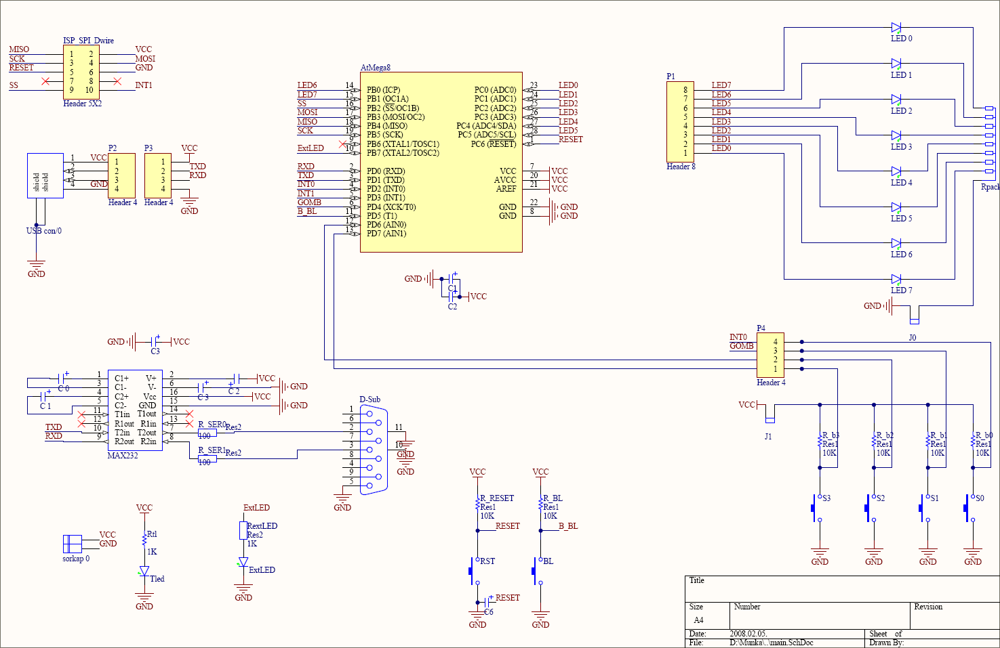 ISP_SPI_Dwire
MISO 1 2 VCC
SCK 3 4 MOSI
RESET 5 6 GND
7 8
SS 9 10 INT1
Header 5X2
P2 P3
VCC
1 VCC 1 1
2 2 2 TXD
3 3 3 RXD
4 GND 4 4
shield
shield
Header 4 Header 4
GND
USB con/0
GND
AtMega8
LED6 14 PB0 (ICP) PC0 (ADC0) 23 LED0
LED7 15 PB1 (OC1A) PC1 (ADC1) 24 LED1
SS 16 PB2 (SS/OC1B) PC2 (ADC2) 25 LED2
MOSI 17 PB3 (MOSI/OC2) PC3 (ADC3) 26 LED3
MISO 18 PB4 (MISO) PC4 (ADC4/SDA) 27 LED4
SCK 19 PB5 (SCK) PC5 (ADC5/SCL) 28 LED5
9 PB6 (XTAL1/TOSC1) PC6 (RESET) 1 RESET
ExtLED 10 PB7 (XTAL2/TOSC2)
RXD 2 PD0 (RXD) VCC 7 VCC
TXD 3 PD1 (TXD) AVCC 20 VCC
INT0 4 PD2 (INT0) AREF 21 VCC
INT1 5 PD3 (INT1)
GOMB 6 PD4 (XCK/T0) GND 22 GND
B_BL 11 PD5 (T1) GND 8 GND
12 PD6 (AIN0)
13 PD7 (AIN1)
GND C1
C2 VCC
P1
8 LED7
7 LED6
6 LED5
5 LED4
4 LED3
3 LED2
2 LED1
1 LED0
Header 8
LED 0
LED 1
LED 2
LED 3
LED 4
LED 5
LED 6
LED 7
Rpack
GND
J0
P4
INT0 4
GOMB 3
2
1
Header 4
VCC
J1
R_b3 R_b2 R_b1 R_b0
Res1 Res1 Res1 Res1
10K 10K 10K 10K
S3 S2 S1 S0
GND GND GND GND
GND C3 VCC
1 C1+ V+ 2 VCC
3 C1- V- 6 GND
4 C2+ Vcc 16 VCC
5 C2- GND 15 GND
11 T1in T1out 14
12 R1out R1in 13
TXD 10 T2in T2out 7
RXD 9 R2out R2in 8
C 0
C 1
C 2
C 3
MAX232
R_SER0 Res2
100
R_SER1 Res2
100
D-Sub
1
6
2
7
3
8
4
9
5
11
10
GND
GND
GND
VCC
Rtl
1K
Tled
GND
VCC
GND
sorkap 0
ExtLED
RextLED
Res2
1K
ExtLED
GND
VCC
R_RESET
Res1
10K
RESET
RST
RESET
C6
GND
VCC
R_BL
Res1
10K
B_BL
BL
GND
Title
Size Number Revision
A4
Date: 2008.02.05. Sheet of
File: D:\Munka\..\main.SchDoc Drawn By: